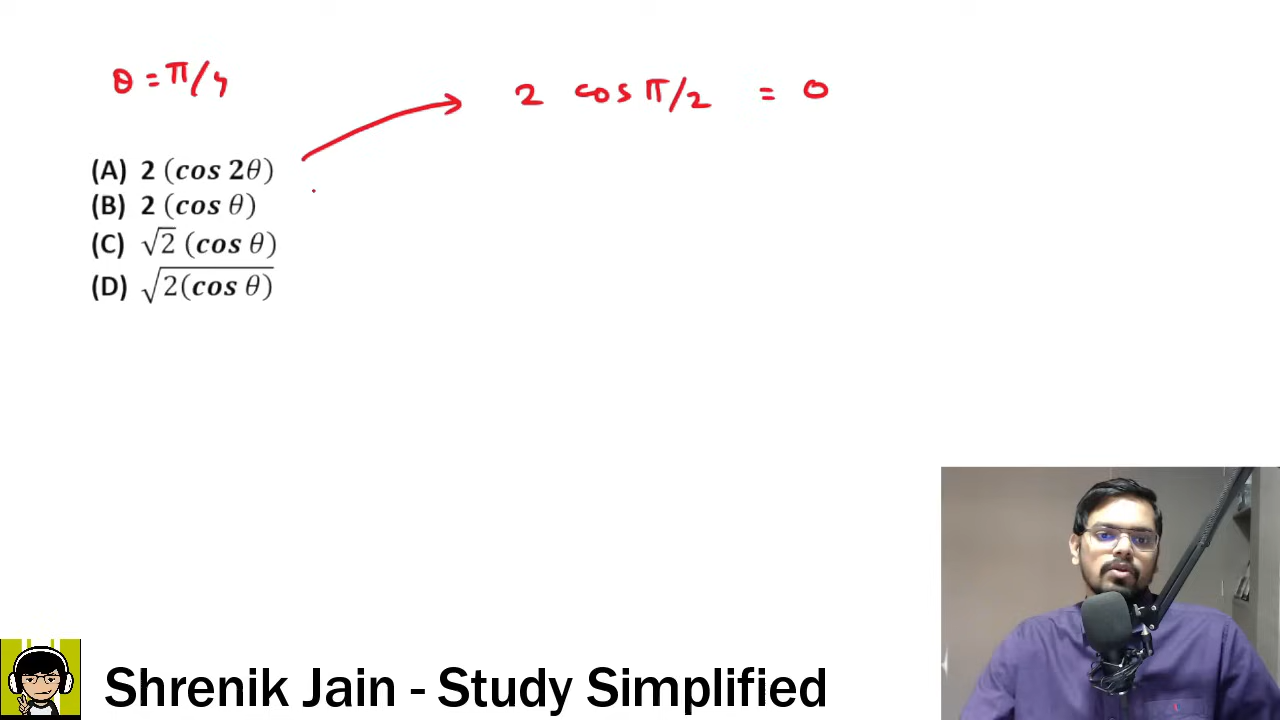 θ = π/4
2 cos π/2 = 0
(A) 2 (cos 2θ)
(B) 2 (cos θ)
(C) √2 (cos θ)
(D) √2(cos θ)
Shrenik Jain - Study Simplified